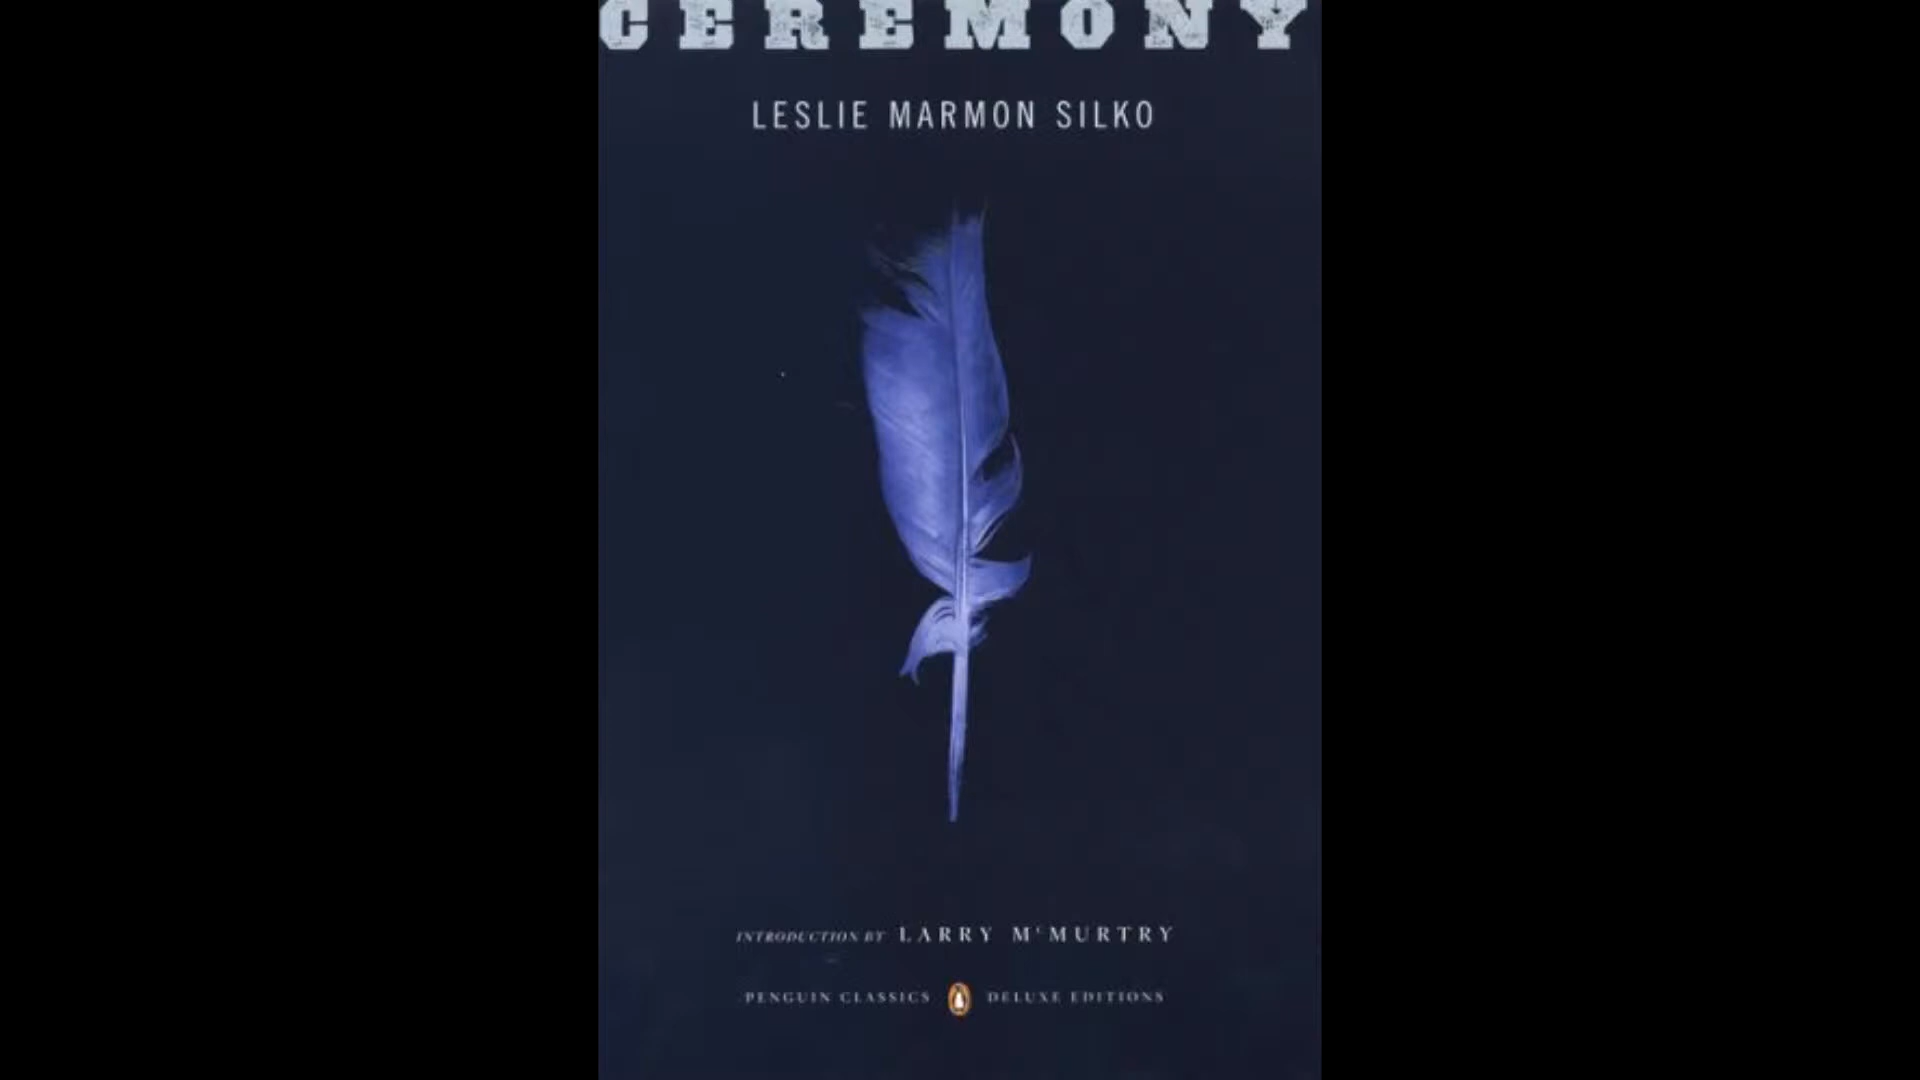 CEREMONY
LESLIE MARMON SILKO
INTRODUCTION BY LARRY McMURTRY
PENGUIN CLASSICS DELUXE EDITIONS